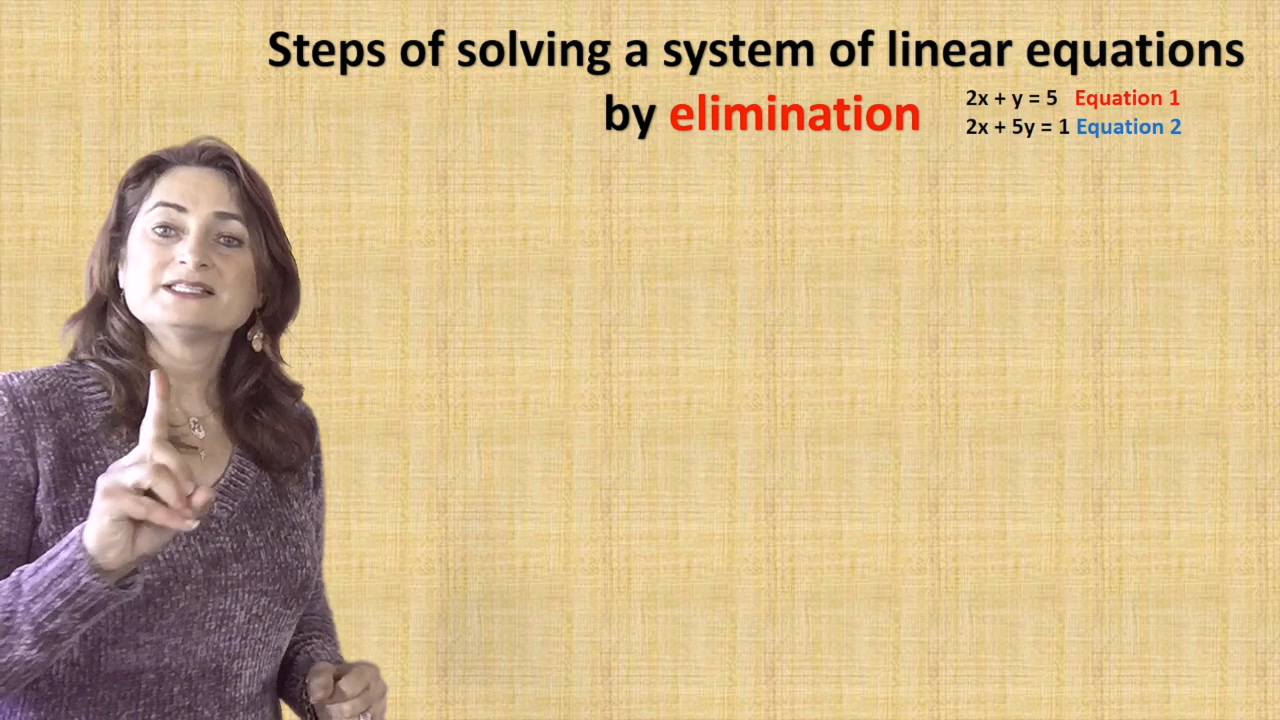 Steps of solving a system of linear equations
by elimination
2x + y = 5 Equation 1
2x + 5y = 1 Equation 2